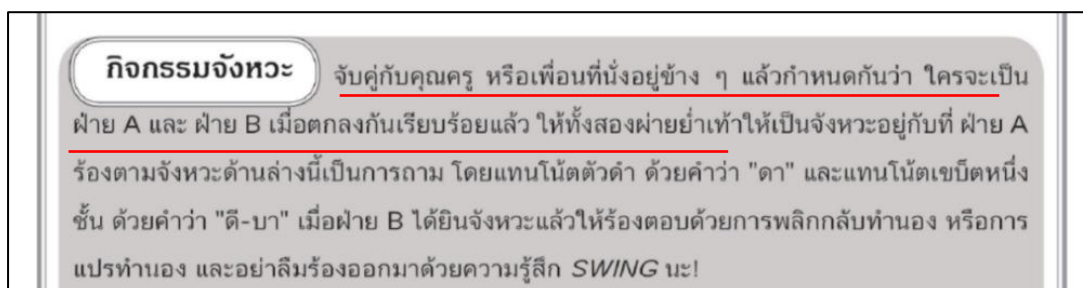 กิจกรรมจังหวะ จับคู่กับคุณครู หรือเพื่อนที่นั่งอยู่ข้าง ๆ แล้วกำหนดกันว่า ใครจะเป็น
ฝ่าย A และ ฝ่าย B เมื่อตกลงกันเรียบร้อยแล้ว ให้ทั้งสองฝ่ายย่ำเท้าให้เป็นจังหวะอยู่กับที่ ฝ่าย A
ร้องตามจังหวะด้านล่างนี้เป็นการถาม โดยแทนโน้ตตัวดำ ด้วยคำว่า "ดา" และแทนโน้ตเขบ็ตหนึ่ง
ชั้น ด้วยคำว่า "ดี-บา" เมื่อฝ่าย B ได้ยินจังหวะแล้วให้ร้องตอบด้วยการพลิกกลับทำนอง หรือการ
แปรทำนอง และอย่าลืมร้องออกมาด้วยความรู้สึก SWING นะ!